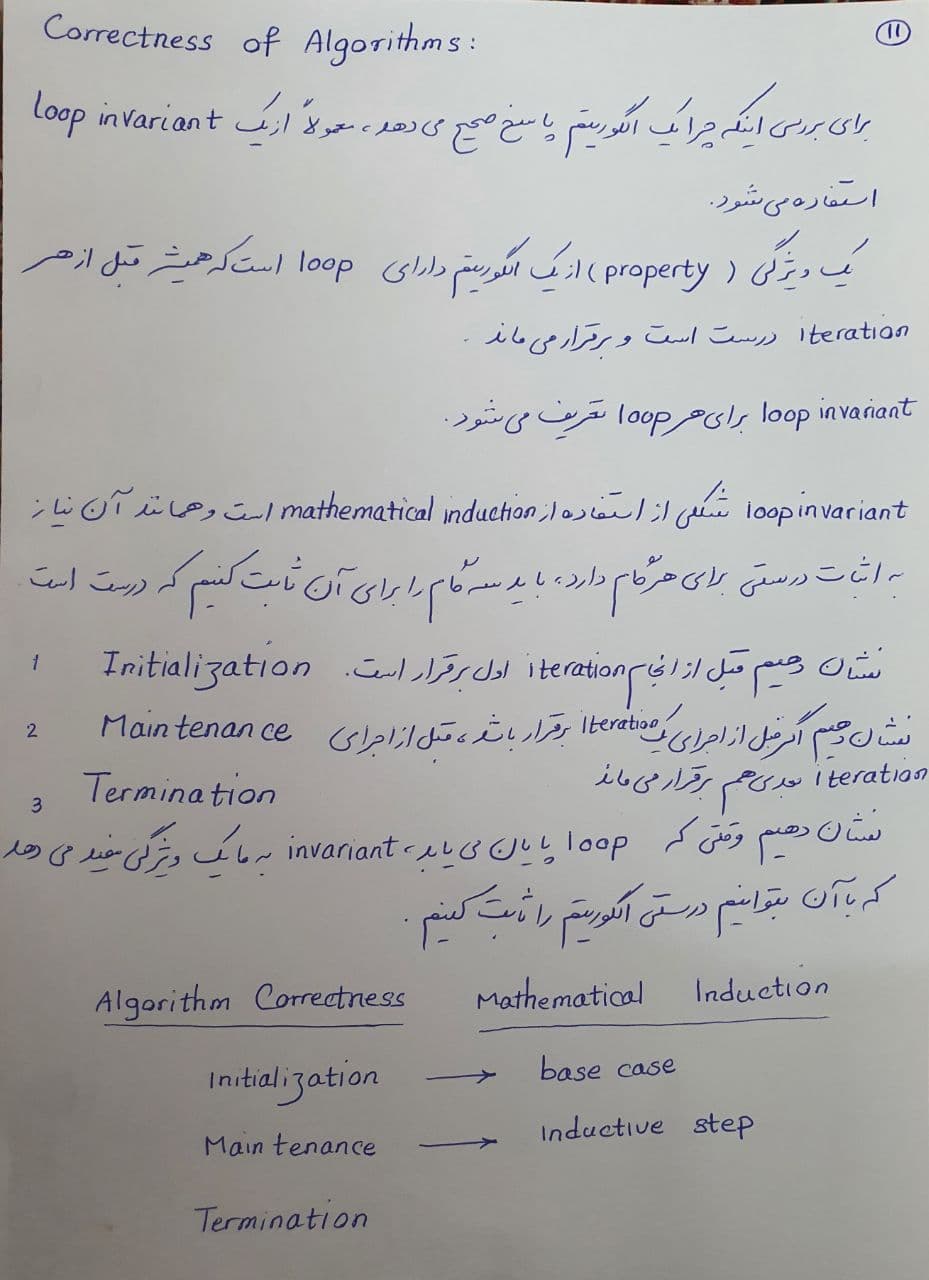 Correctness of Algorithms:
11
برای بررسی اینکه چرا یک الگوریتم پاسخ صحیح می دهد، معمولاً از یک loop invariant
استفاده می شود.
یک ویژگی (property) از یک الگوریتم دارای loop است که همیشه قبل از هر
iteration درست است و برقرار می ماند.
loop invariant برای هر loop تعریف می شود.
loop invariant شکلی از استفاده از mathematical induction است و همانند آن نیاز
به اثبات درستی برای هر گام دارد، باید سه گام را برای آن ثابت کنیم که درست است
1 Initialization نشان دهیم قبل از انجام iteration اول برقرار است.
2 Maintenance نشان دهیم اگر قبل از اجرای یک iteration برقرار باشد، قبل از اجرای
iteration بعدی هم برقرار می ماند
3 Termination
نشان دهیم وقتی که loop پایان می یابد، invariant به ما یک ویژگی مفید می دهد
که با آن بتوانیم درستی الگوریتم را ثابت کنیم.
Algorithm Correctness Mathematical Induction
Initialization → base case
Maintenance → inductive step
Termination